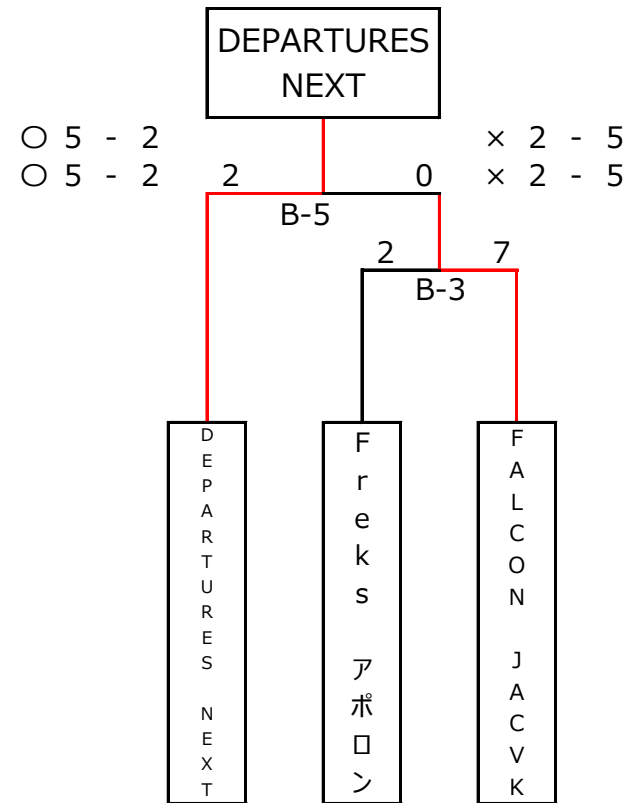 DEPARTURES
NEXT
〇 5 - 2
× 2 - 5
〇 5 - 2
2
0
× 2 - 5
B-5
2
7
B-3
DEPARTURES NEXT
Freks アポロン
FALCON JACVK